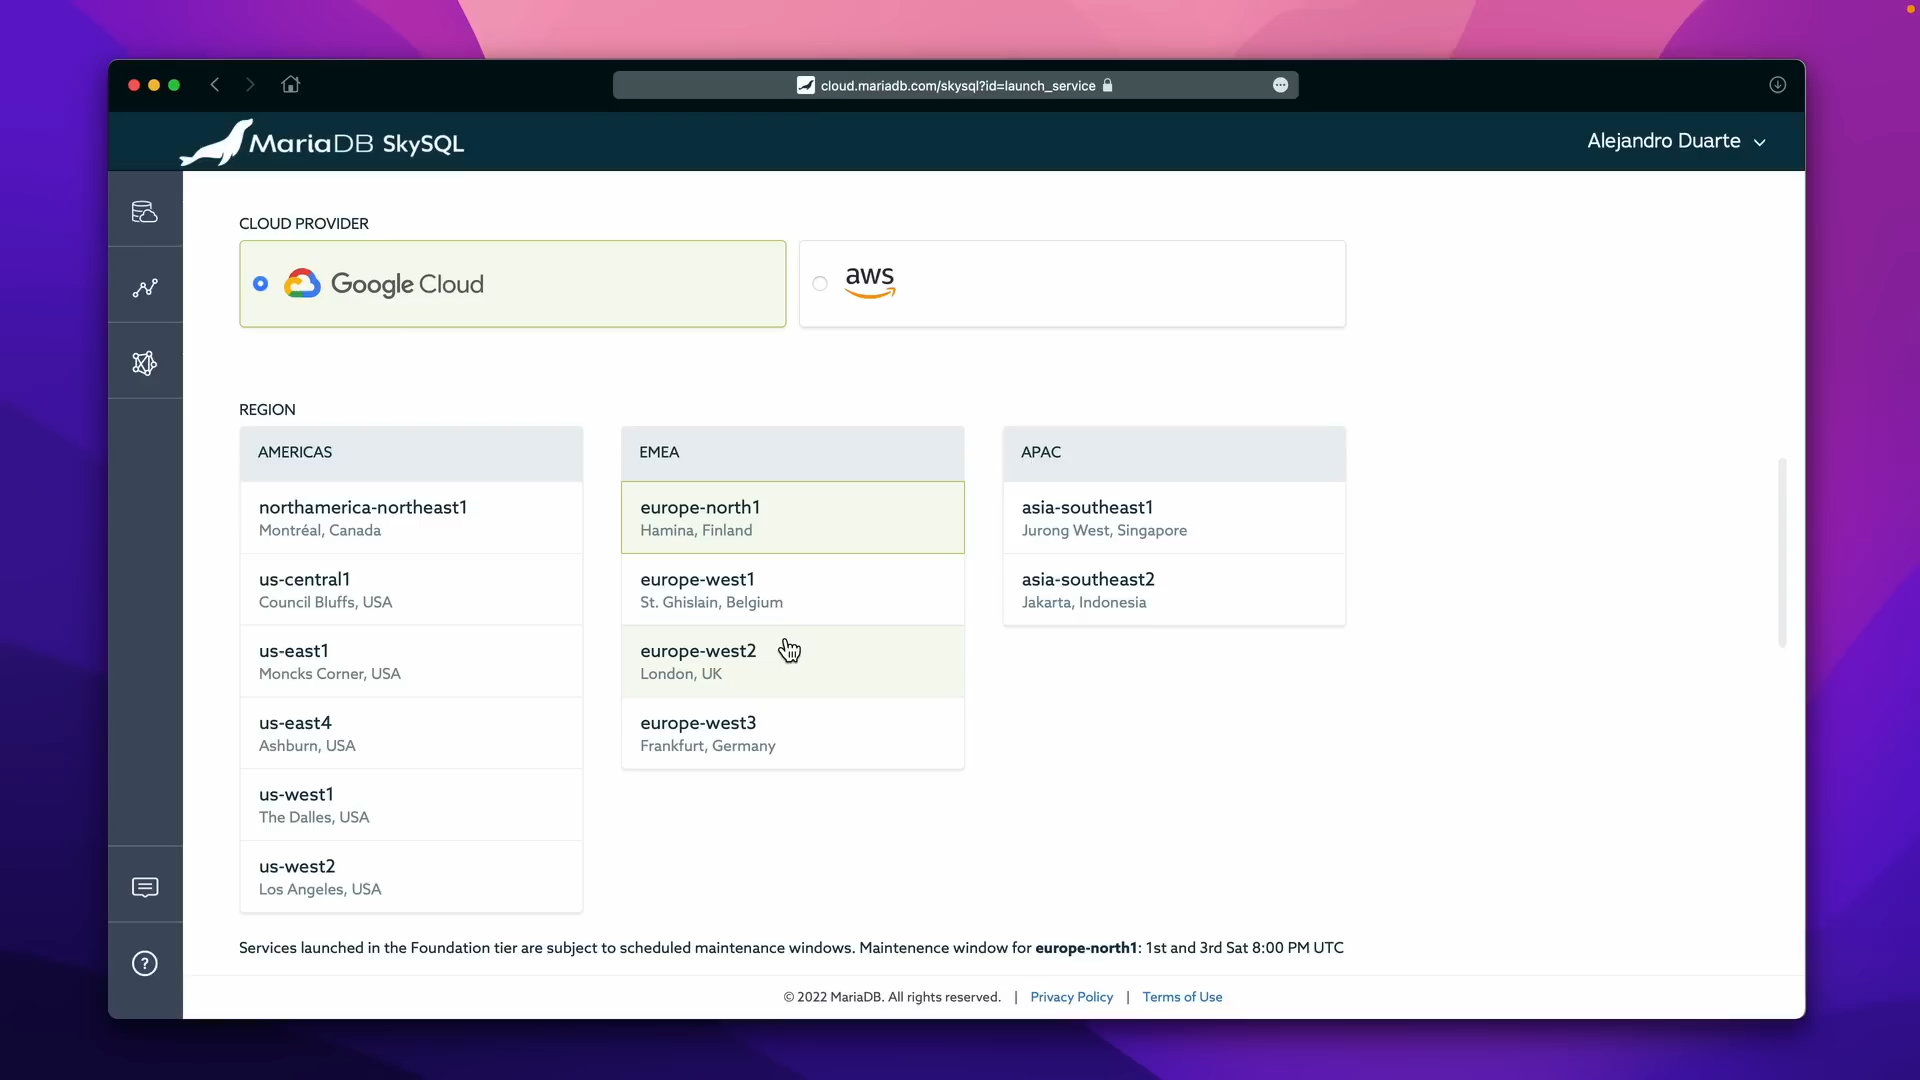 cloud.mariadb.com/skysql?id=launch_service
MariaDB SkySQL
Alejandro Duarte
CLOUD PROVIDER
Google Cloud
aws
REGION
AMERICAS
northamerica-northeast1
Montréal, Canada
us-central1
Council Bluffs, USA
us-east1
Moncks Corner, USA
us-east4
Ashburn, USA
us-west1
The Dalles, USA
us-west2
Los Angeles, USA
EMEA
europe-north1
Hamina, Finland
europe-west1
St. Ghislain, Belgium
europe-west2
London, UK
europe-west3
Frankfurt, Germany
APAC
asia-southeast1
Jurong West, Singapore
asia-southeast2
Jakarta, Indonesia
Services launched in the Foundation tier are subject to scheduled maintenance windows. Maintenence window for europe-north1: 1st and 3rd Sat 8:00 PM UTC
© 2022 MariaDB. All rights reserved. | Privacy Policy | Terms of Use